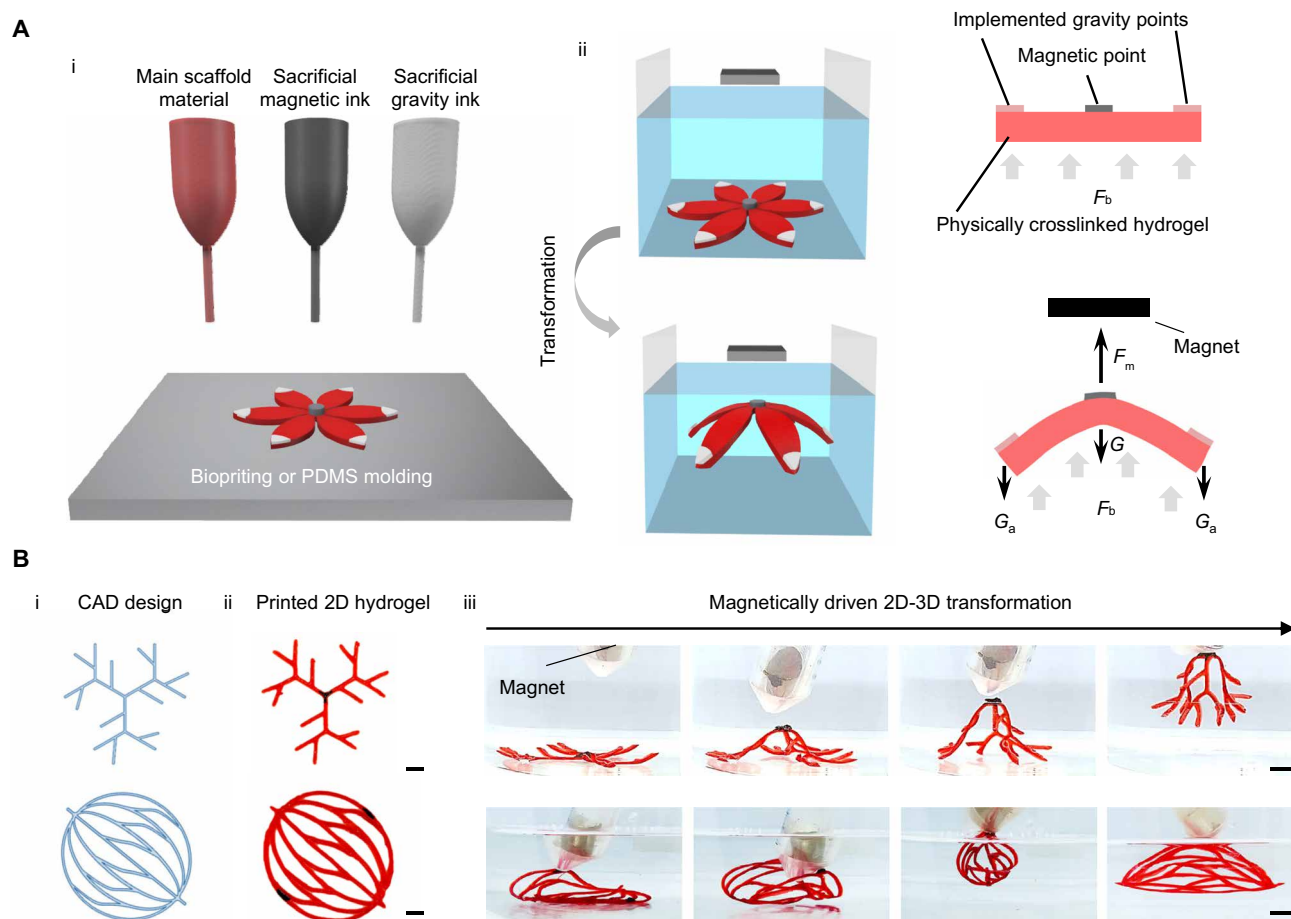 A
i
Main scaffold
material
Sacrificial
magnetic ink
Sacrificial
gravity ink
Biopriting or PDMS molding
ii
Transformation
Implemented gravity points
Magnetic point
Fb
Physically crosslinked hydrogel
Magnet
Fm
G
Ga
Fb
Ga
B
i
CAD design
ii
Printed 2D hydrogel
iii
Magnetically driven 2D-3D transformation
Magnet